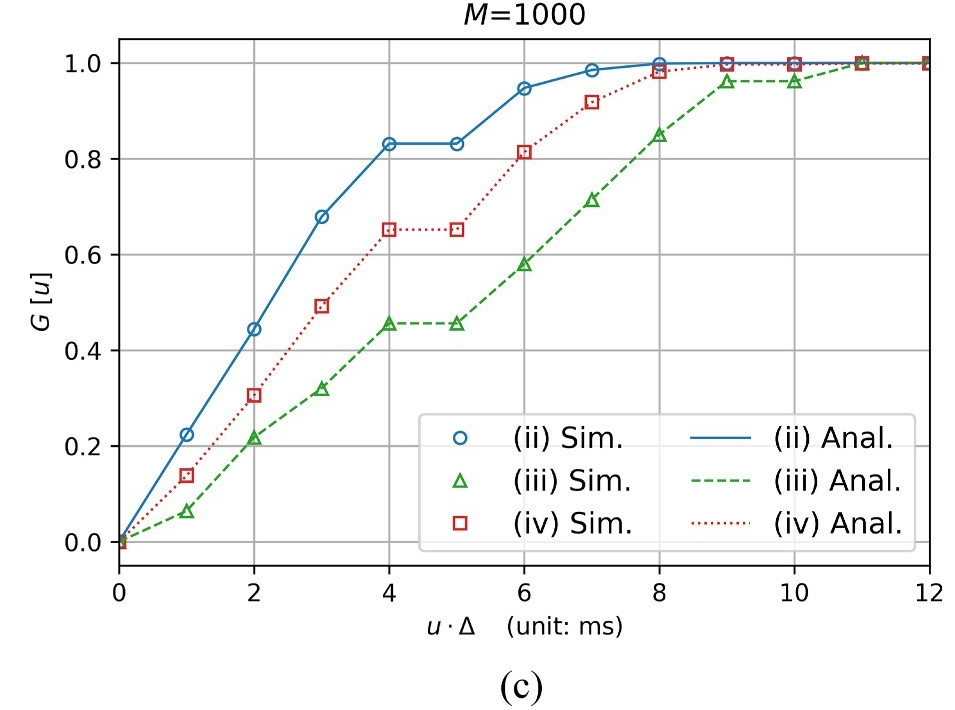 M=1000
1.0
0.8
0.6
0.4
0.2
0.0
G [u]
(ii) Sim. (ii) Anal.
(iii) Sim. (iii) Anal.
(iv) Sim. (iv) Anal.
0 2 4 6 8 10 12
u · Δ (unit: ms)
(c)